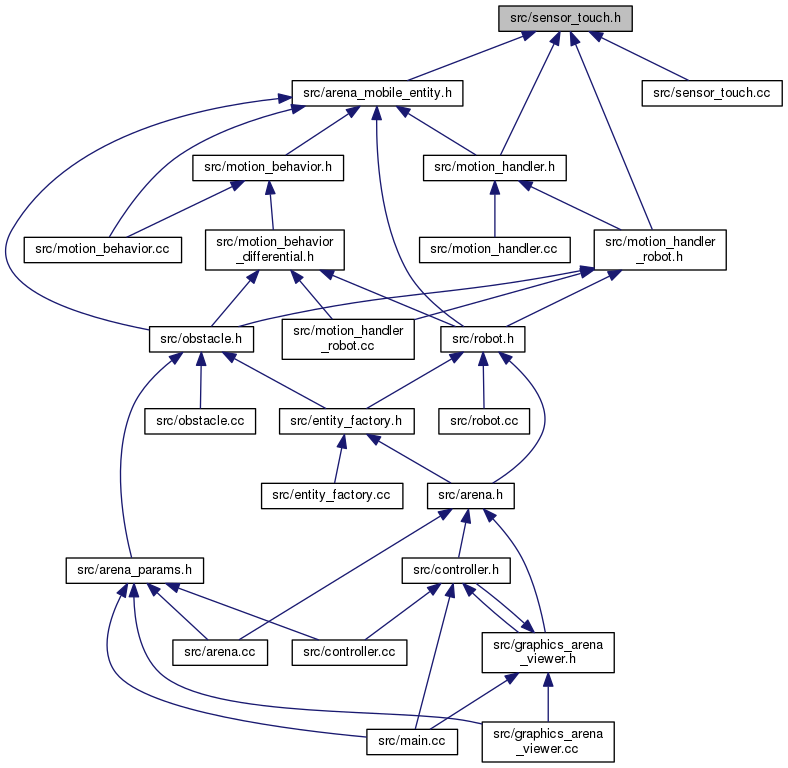 src/sensor_touch.h
src/arena_mobile_entity.h
src/sensor_touch.cc
src/motion_behavior.h
src/motion_handler.h
src/motion_behavior.cc
src/motion_behavior
_differential.h
src/motion_handler.cc
src/motion_handler
_robot.h
src/obstacle.h
src/motion_handler
_robot.cc
src/robot.h
src/obstacle.cc
src/entity_factory.h
src/robot.cc
src/entity_factory.cc
src/arena.h
src/arena_params.h
src/controller.h
src/arena.cc
src/controller.cc
src/graphics_arena
_viewer.h
src/main.cc
src/graphics_arena
_viewer.cc